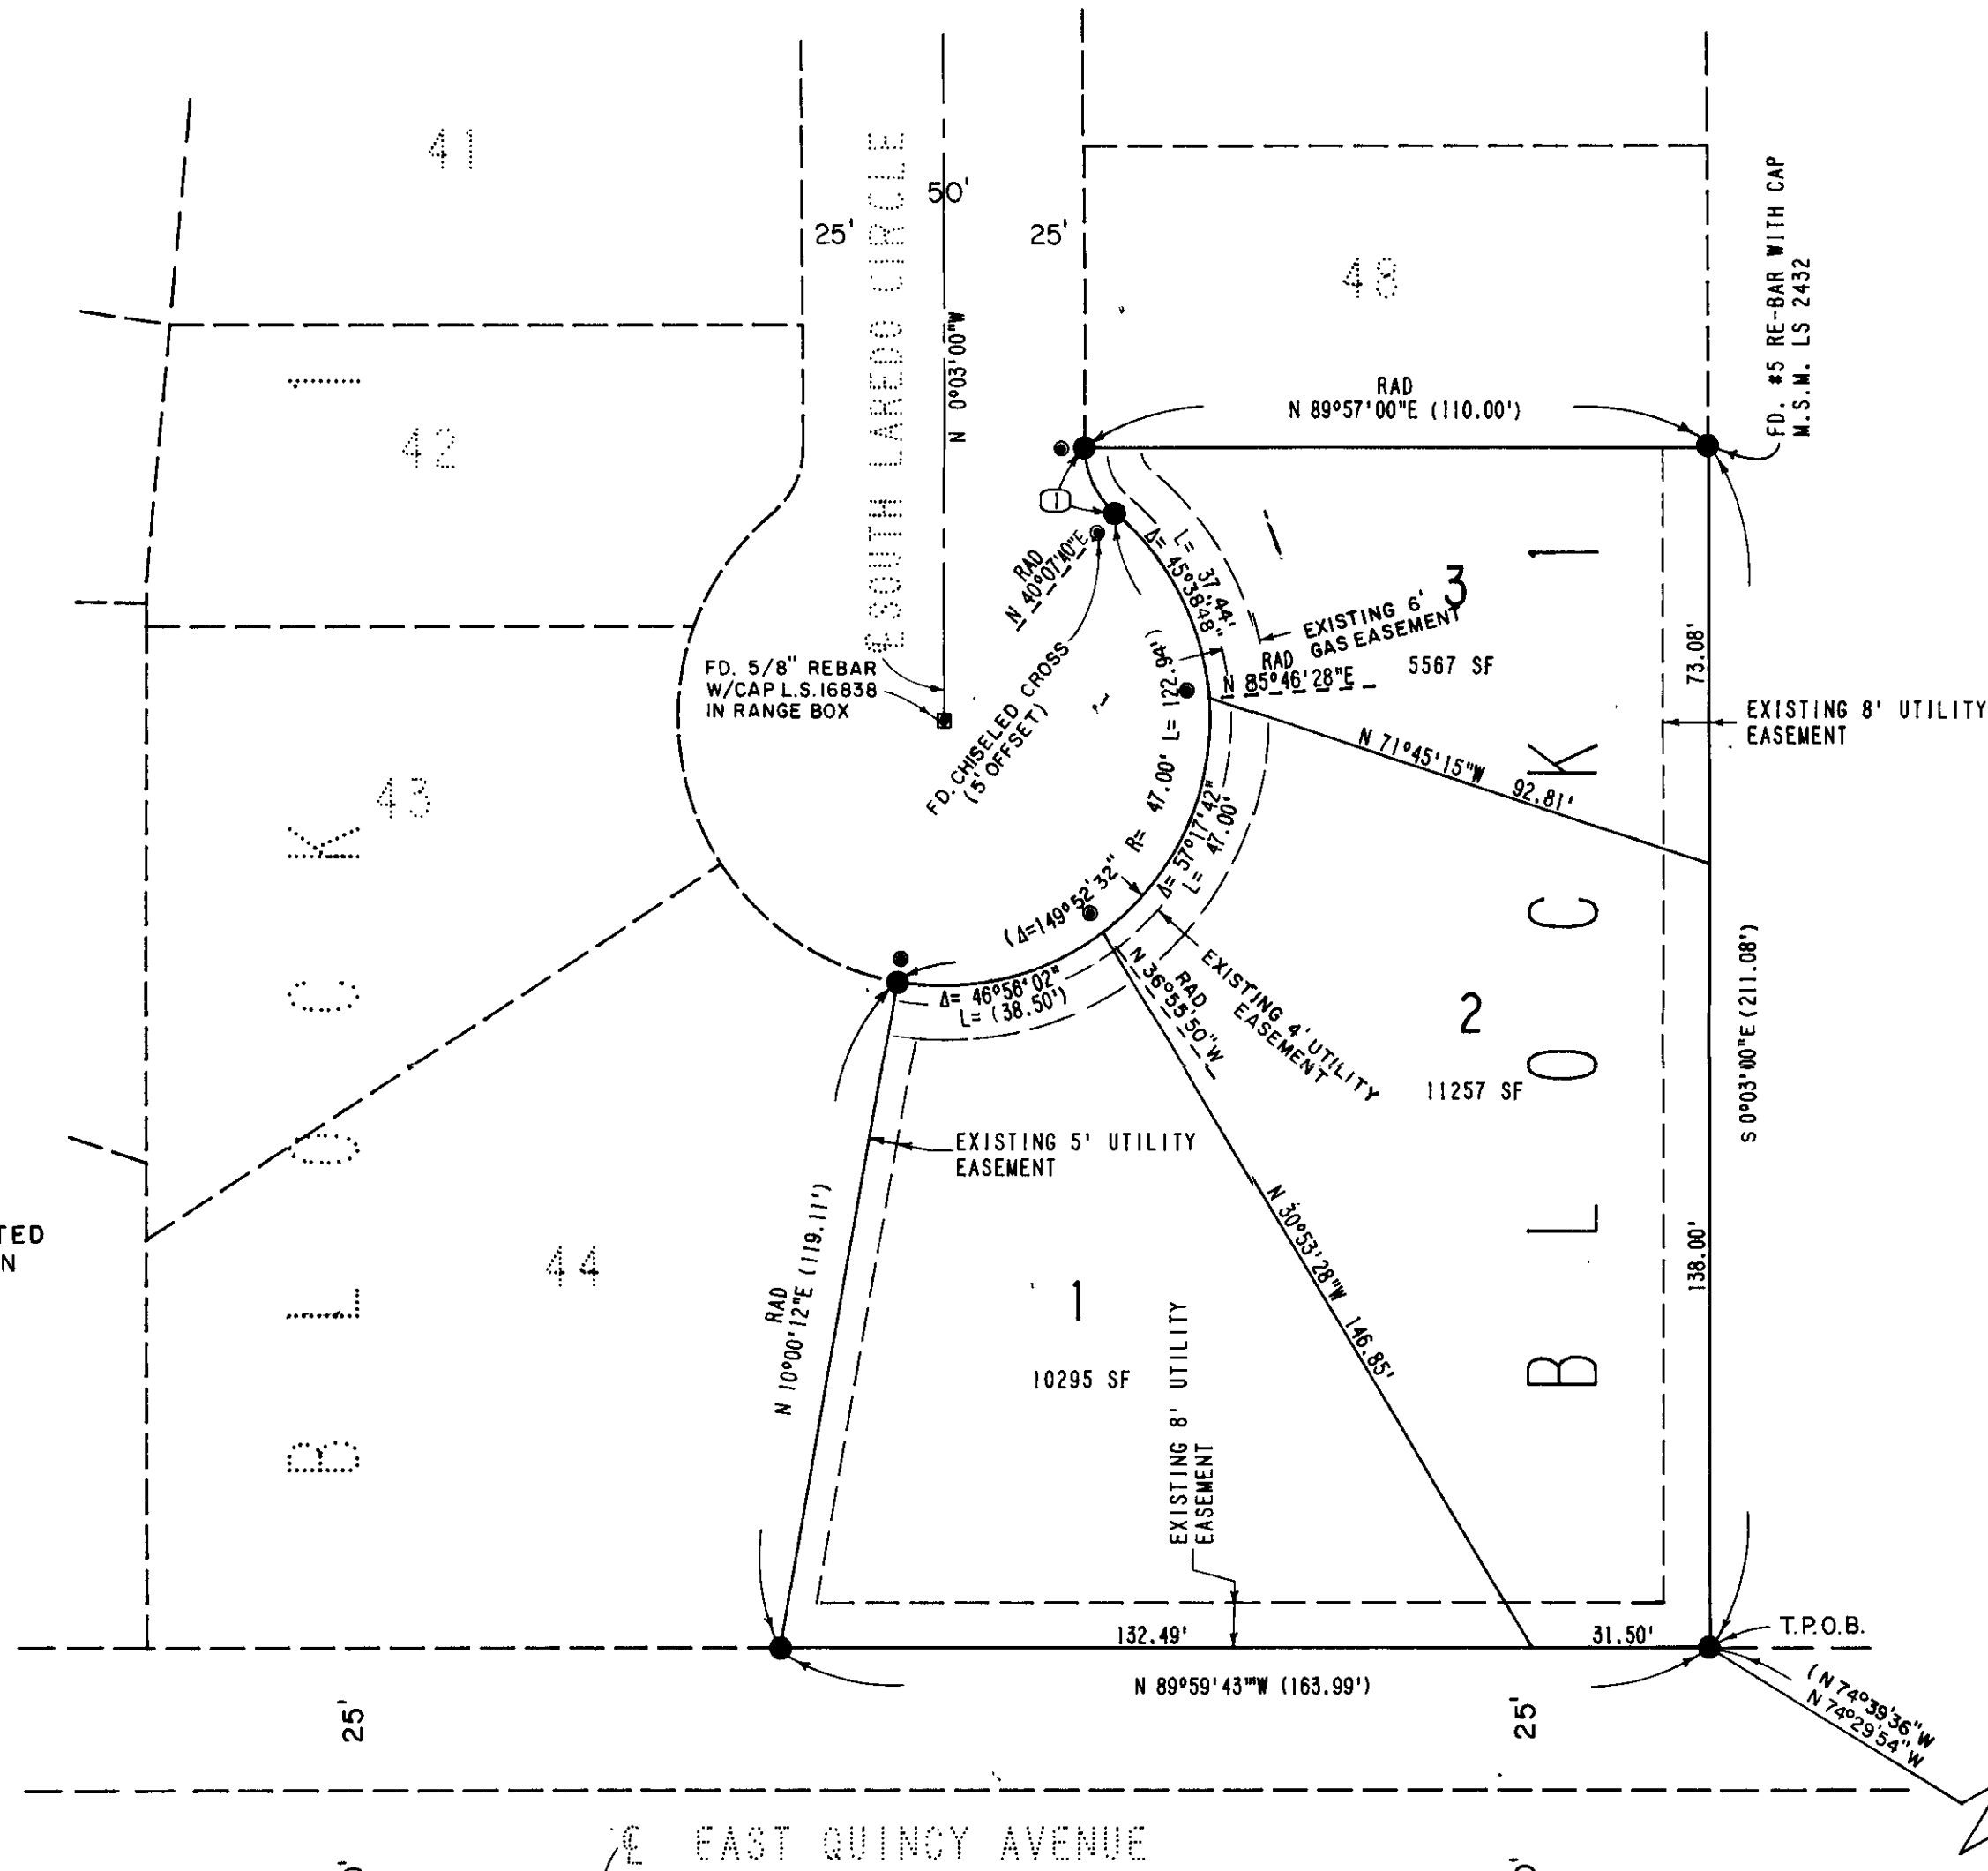 41
50'
25'
25'
48
SOUTH LAREDO CIRCLE
N 0°03'00"W
FD. #5 RE-BAR WITH CAP
M.S.M. LS 2432
1
42
RAD
N 89°57'00"E (110.00')
1
RAD
N 40°07'40"E
L= 37.44'
Δ= 45°38'48"
3
1
EXISTING 6'
GAS EASEMENT
RAD
N 85°46'28"E
5567 SF
73.08'
FD. 5/8" REBAR
W/CAP L.S.16838
IN RANGE BOX
FD. CHISELED CROSS
(5' OFFSET)
EXISTING 8' UTILITY
EASEMENT
N 71°45'15"W
92.81'
43
(Δ=149°52'32" R= 47.00' L= 122.94')
Δ= 57°17'42"
L= 47.00'
BLOCK
BLOCK
Δ= 46°56'02"
L= (38.50')
N 36°55'50"W
RAD
EXISTING 4' UTILITY
EASEMENT
2
11257 SF
S 0°03'00"E (211.08')
EXISTING 5' UTILITY
EASEMENT
TED
N
44
RAD
N 10°00'12"E (119.11')
N 30°53'28"W 146.85'
138.00'
1
10295 SF
EXISTING 8' UTILITY
EASEMENT
132.49'
31.50'
T.P.O.B.
N 89°59'43"W (163.99')
(N 74°39'36"W
N 74°29'54"W
25'
25'
℄ EAST QUINCY AVENUE